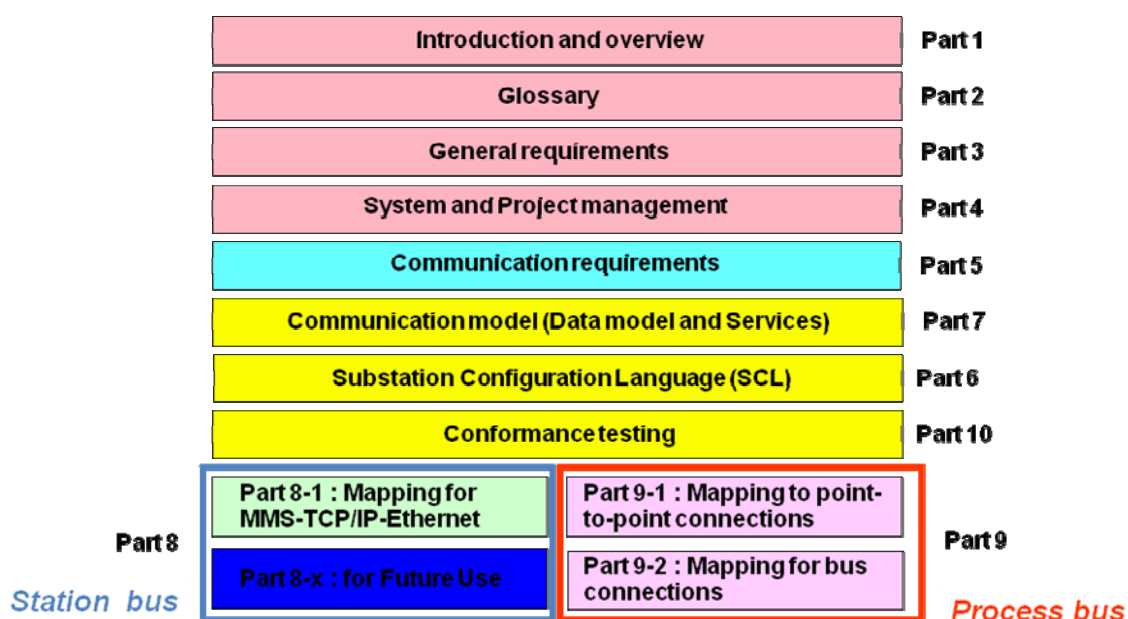 Introduction and overview Part 1
Glossary Part 2
General requirements Part 3
System and Project management Part 4
Communication requirements Part 5
Communication model (Data model and Services) Part 7
Substation Configuration Language (SCL) Part 6
Conformance testing Part 10
Part 8
Part 8-1 : Mapping for
MMS-TCP/IP-Ethernet
Part 8-x : for Future Use
Station bus
Part 9-1 : Mapping to point-
to-point connections
Part 9-2 : Mapping for bus
connections
Part 9
Process bus